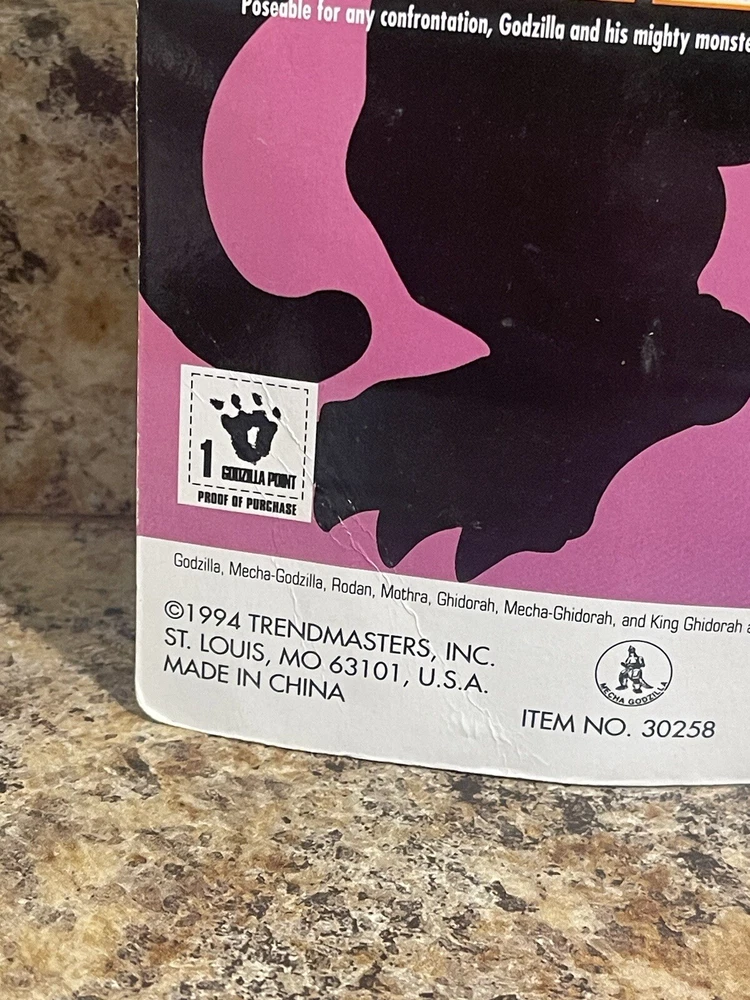 Poseable for any confrontation, Godzilla and his mighty monste
1 GODZILLA POINT
PROOF OF PURCHASE
Godzilla, Mecha-Godzilla, Rodan, Mothra, Ghidorah, Mecha-Ghidorah, and King Ghidorah a
©1994 TRENDMASTERS, INC.
ST. LOUIS, MO 63101, U.S.A.
MADE IN CHINA
MECHA GODZILLA
ITEM NO. 30258